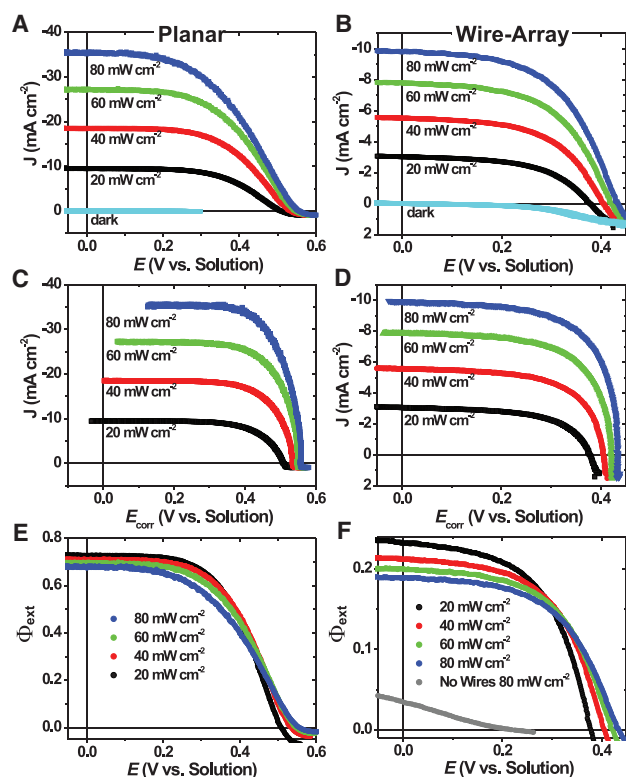 A Planar
B Wire-Array
J (mA cm-2)
-40
-30
-20
-10
0
80 mW cm-2
60 mW cm-2
40 mW cm-2
20 mW cm-2
dark
0.0 0.2 0.4 0.6
E (V vs. Solution)
J (mA cm-2)
-10
-8
-6
-4
-2
0
2
80 mW cm-2
60 mW cm-2
40 mW cm-2
20 mW cm-2
dark
0.0 0.2 0.4
E (V vs. Solution)
C
J (mA cm-2)
-40
-30
-20
-10
0
80 mW cm-2
60 mW cm-2
40 mW cm-2
20 mW cm-2
0.0 0.2 0.4 0.6
Ecorr (V vs. Solution)
D
J (mA cm-2)
-10
-8
-6
-4
-2
0
2
80 mW cm-2
60 mW cm-2
40 mW cm-2
20 mW cm-2
0.0 0.2 0.4
Ecorr (V vs. Solution)
E
Φext
0.8
0.6
0.4
0.2
0.0
80 mW cm-2
60 mW cm-2
40 mW cm-2
20 mW cm-2
0.0 0.2 0.4 0.6
E (V vs. Solution)
F
Φext
0.2
0.1
0.0
20 mW cm-2
40 mW cm-2
60 mW cm-2
80 mW cm-2
No Wires 80 mW cm-2
0.0 0.2 0.4
E (V vs. Solution)